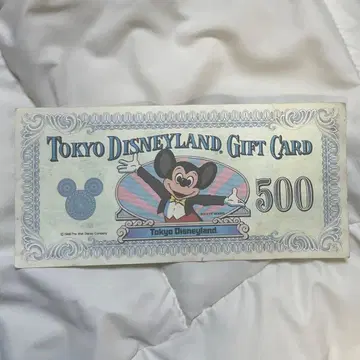 TOKYO DISNEYLAND, GIFT CARD
500
Tokyo Disneyland